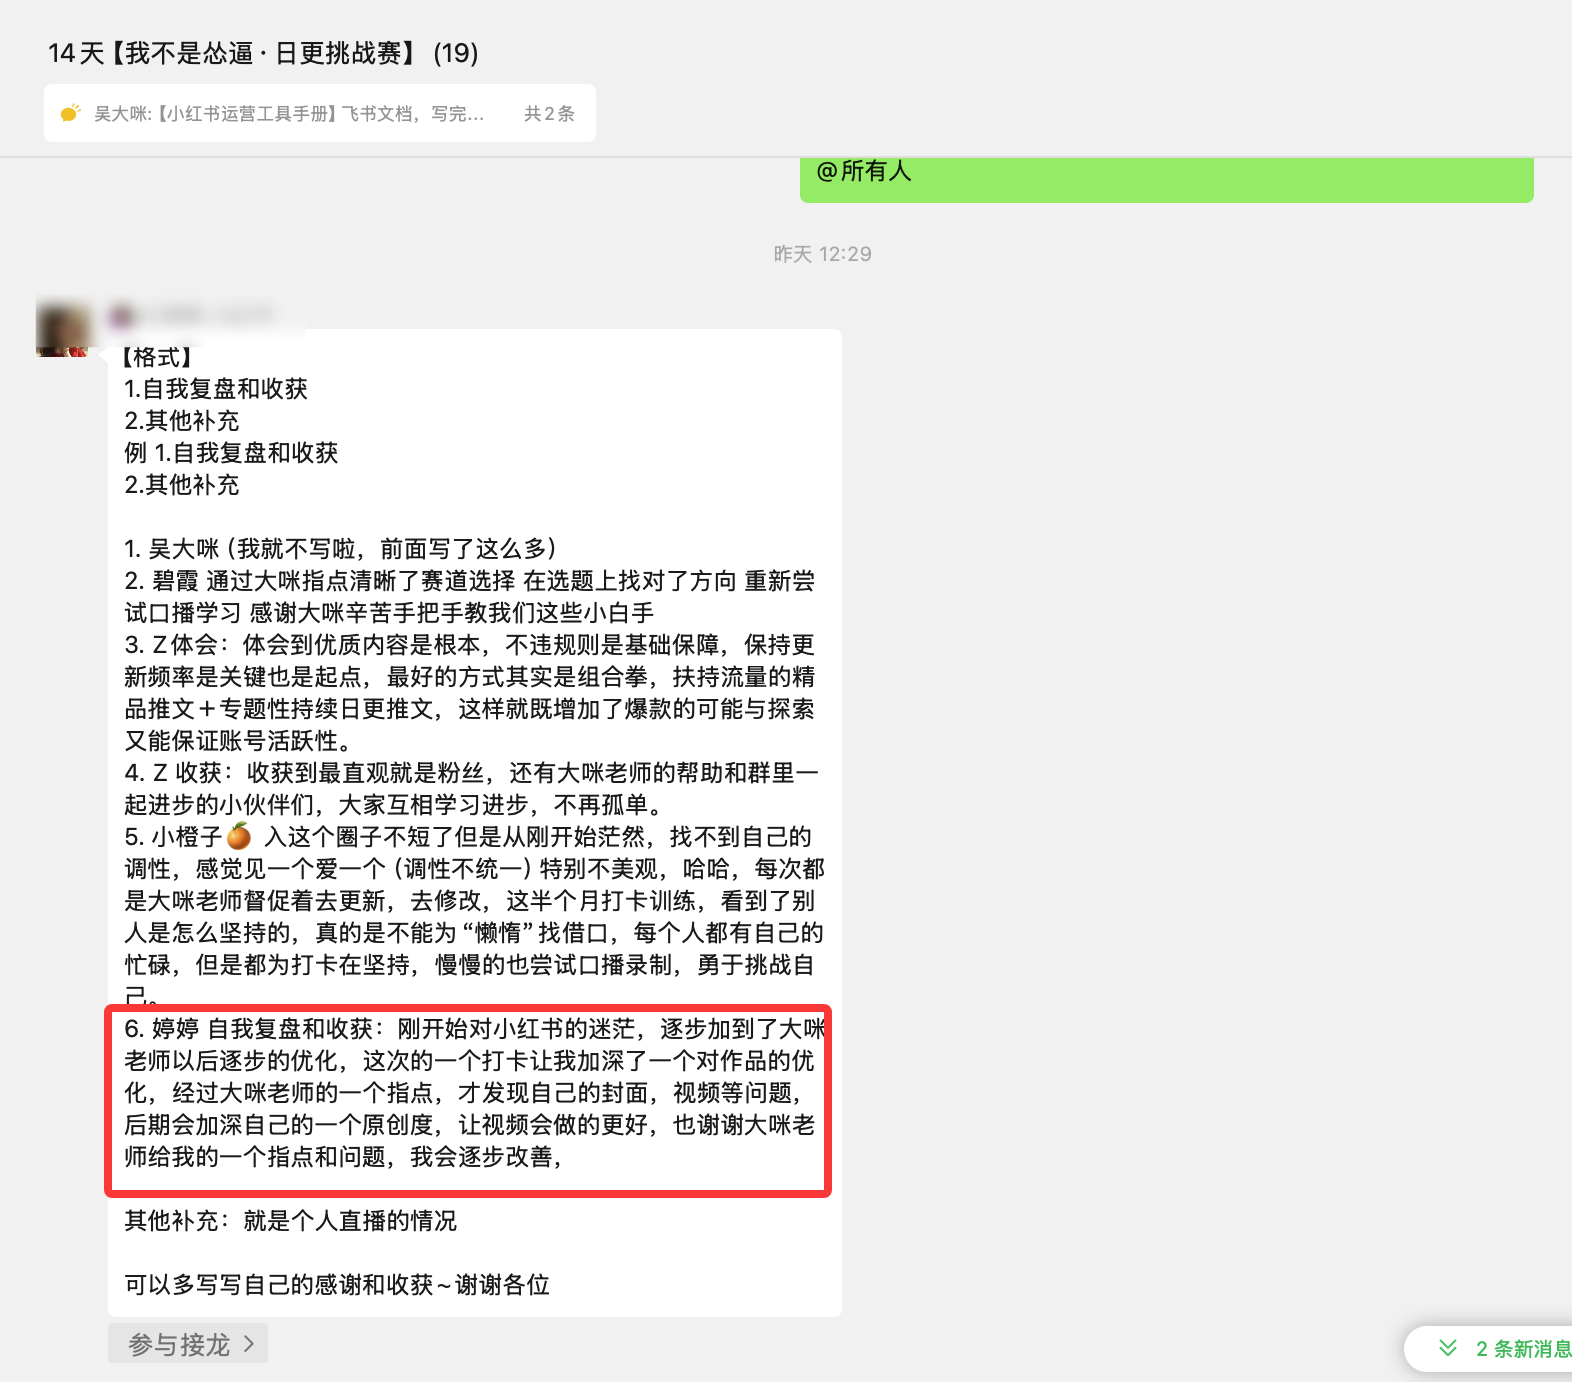 14天【我不是怂逼·日更挑战赛】 (19)
吴大咪:【小红书运营工具手册】飞书文档，写完... 共2条
@所有人
昨天 12:29
【格式】
1.自我复盘和收获
2.其他补充
例 1.自我复盘和收获
2.其他补充
1. 吴大咪（我就不写啦，前面写了这么多）
2. 碧霞 通过大咪指点清晰了赛道选择 在选题上找对了方向 重新尝
试口播学习 感谢大咪辛苦手把手教我们这些小白手
3. Z体会：体会到优质内容是根本，不违规则是基础保障，保持更
新频率是关键也是起点，最好的方式其实是组合拳，扶持流量的精
品推文＋专题性持续日更推文，这样就既增加了爆款的可能与探索
又能保证账号活跃性。
4. Z 收获：收获到最直观就是粉丝，还有大咪老师的帮助和群里一
起进步的小伙伴们，大家互相学习进步，不再孤单。
5. 小橙子🍊 入这个圈子不短了但是从刚开始茫然，找不到自己的
调性，感觉见一个爱一个（调性不统一）特别不美观，哈哈，每次都
是大咪老师督促着去更新，去修改，这半个月打卡训练，看到了别
人是怎么坚持的，真的是不能为“懒惰”找借口，每个人都有自己的
忙碌，但是都为打卡在坚持，慢慢的也尝试口播录制，勇于挑战自
己。
6. 婷婷 自我复盘和收获：刚开始对小红书的迷茫，逐步加到了大咪
老师以后逐步的优化，这次的一个打卡让我加深了一个对作品的优
化，经过大咪老师的一个指点，才发现自己的封面，视频等问题，
后期会加深自己的一个原创度，让视频会做的更好，也谢谢大咪老
师给我的一个指点和问题，我会逐步改善，
其他补充：就是个人直播的情况
可以多写写自己的感谢和收获~谢谢各位
参与接龙 >
2 条新消息